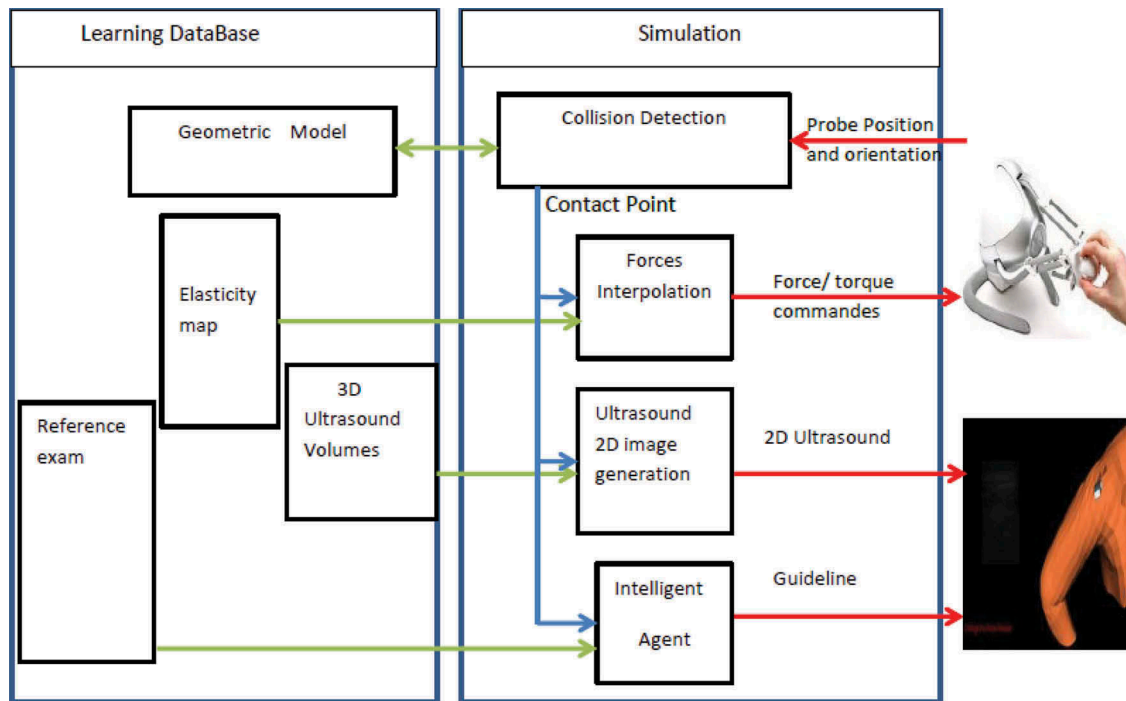 Learning DataBase
Simulation
Geometric Model
Collision Detection
Probe Position
and orientation
Contact Point
Elasticity
map
Forces
Interpolation
Force/ torque
commandes
3D
Ultrasound
Volumes
Reference
exam
Ultrasound
2D image
generation
2D Ultrasound
Intelligent
Agent
Guideline